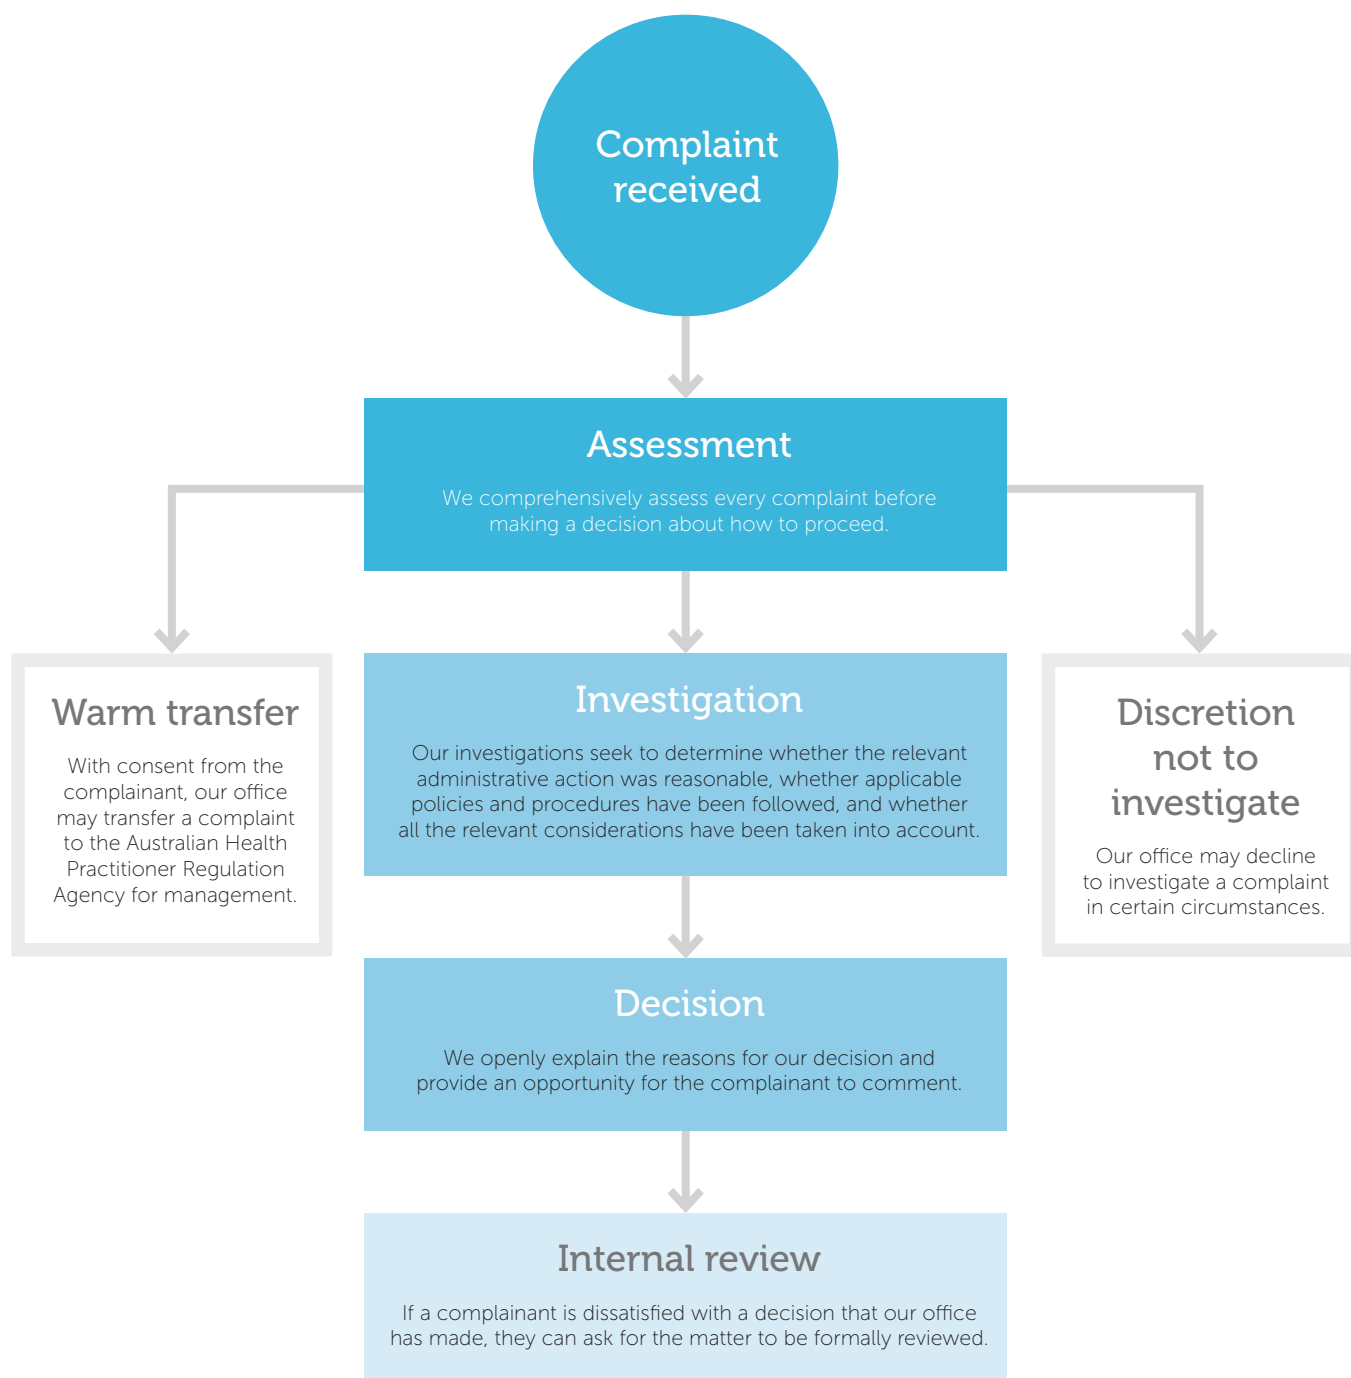 Complaint
received
Assessment
We comprehensively assess every complaint before
making a decision about how to proceed.
Warm transfer
With consent from the
complainant, our office
may transfer a complaint
to the Australian Health
Practitioner Regulation
Agency for management.
Investigation
Our investigations seek to determine whether the relevant
administrative action was reasonable, whether applicable
policies and procedures have been followed, and whether
all the relevant considerations have been taken into account.
Discretion
not to
investigate
Our office may decline
to investigate a complaint
in certain circumstances.
Decision
We openly explain the reasons for our decision and
provide an opportunity for the complainant to comment.
Internal review
If a complainant is dissatisfied with a decision that our office
has made, they can ask for the matter to be formally reviewed.